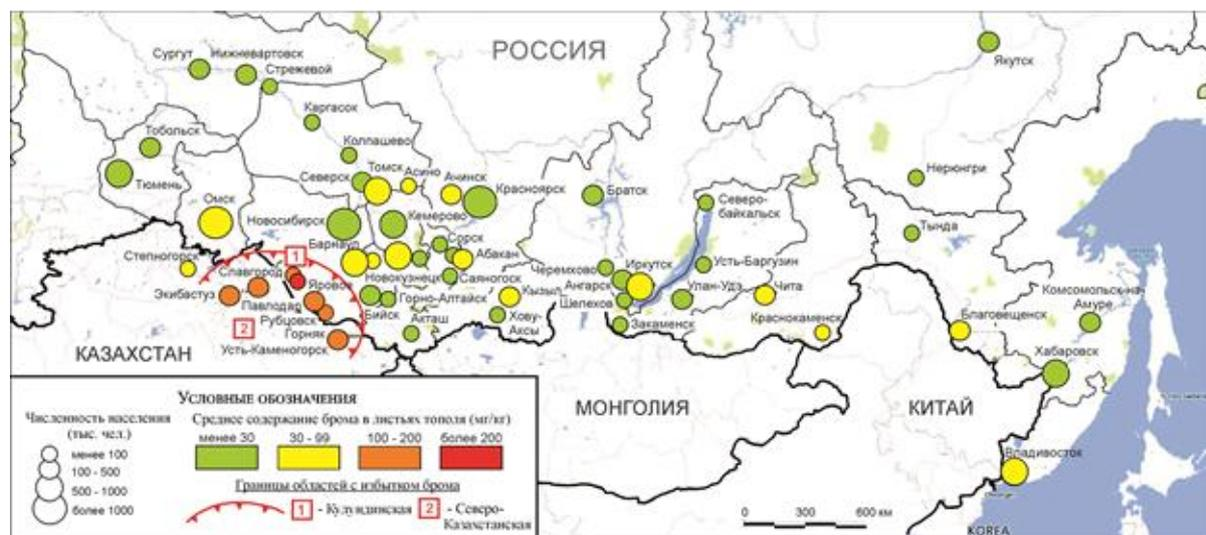 РОССИЯ
Якутск
Сургут
Нижневартовск
Стрежевой
Каргасок
Тобольск
Колпашево
Тюмень
Северск
Томск
Асино
Ачинск
Красноярск
Братск
Северо-
байкальск
Нерюнгри
Омск
Новосибирск
Кемерово
Тында
Барнаул
Сорск
Абакан
Степногорск
Славгород
1
Новокузнецк
Саяногорск
Черемхово
Иркутск
Усть-Баргузин
Экибастуз
Яровое
Ангарск
Улан-Удэ
Чита
Комсомольск-на
Амуре
Павлодар
Горно-Алтайск
Кызыл
Шелехов
Рубцовск
Бийск
Хову-
Аксы
Закаменск
Краснокаменск
Благовещенск
2
Горняк
Акташ
Усть-Каменогорск
Хабаровск
КАЗАХСТАН
МОНГОЛИЯ
КИТАЙ
Владивосток
KOREA
0 300 600 км
Условные обозначения
Численность населения
(тыс. чел.)
менее 100
100 - 500
500 - 1000
более 1000
Среднее содержание брома в листьях тополя (мг/кг)
менее 30
30 - 99
100 - 200
более 200
Границы областей с избытком брома
1 - Кулундинская
2 - Северо-
Казахстанская